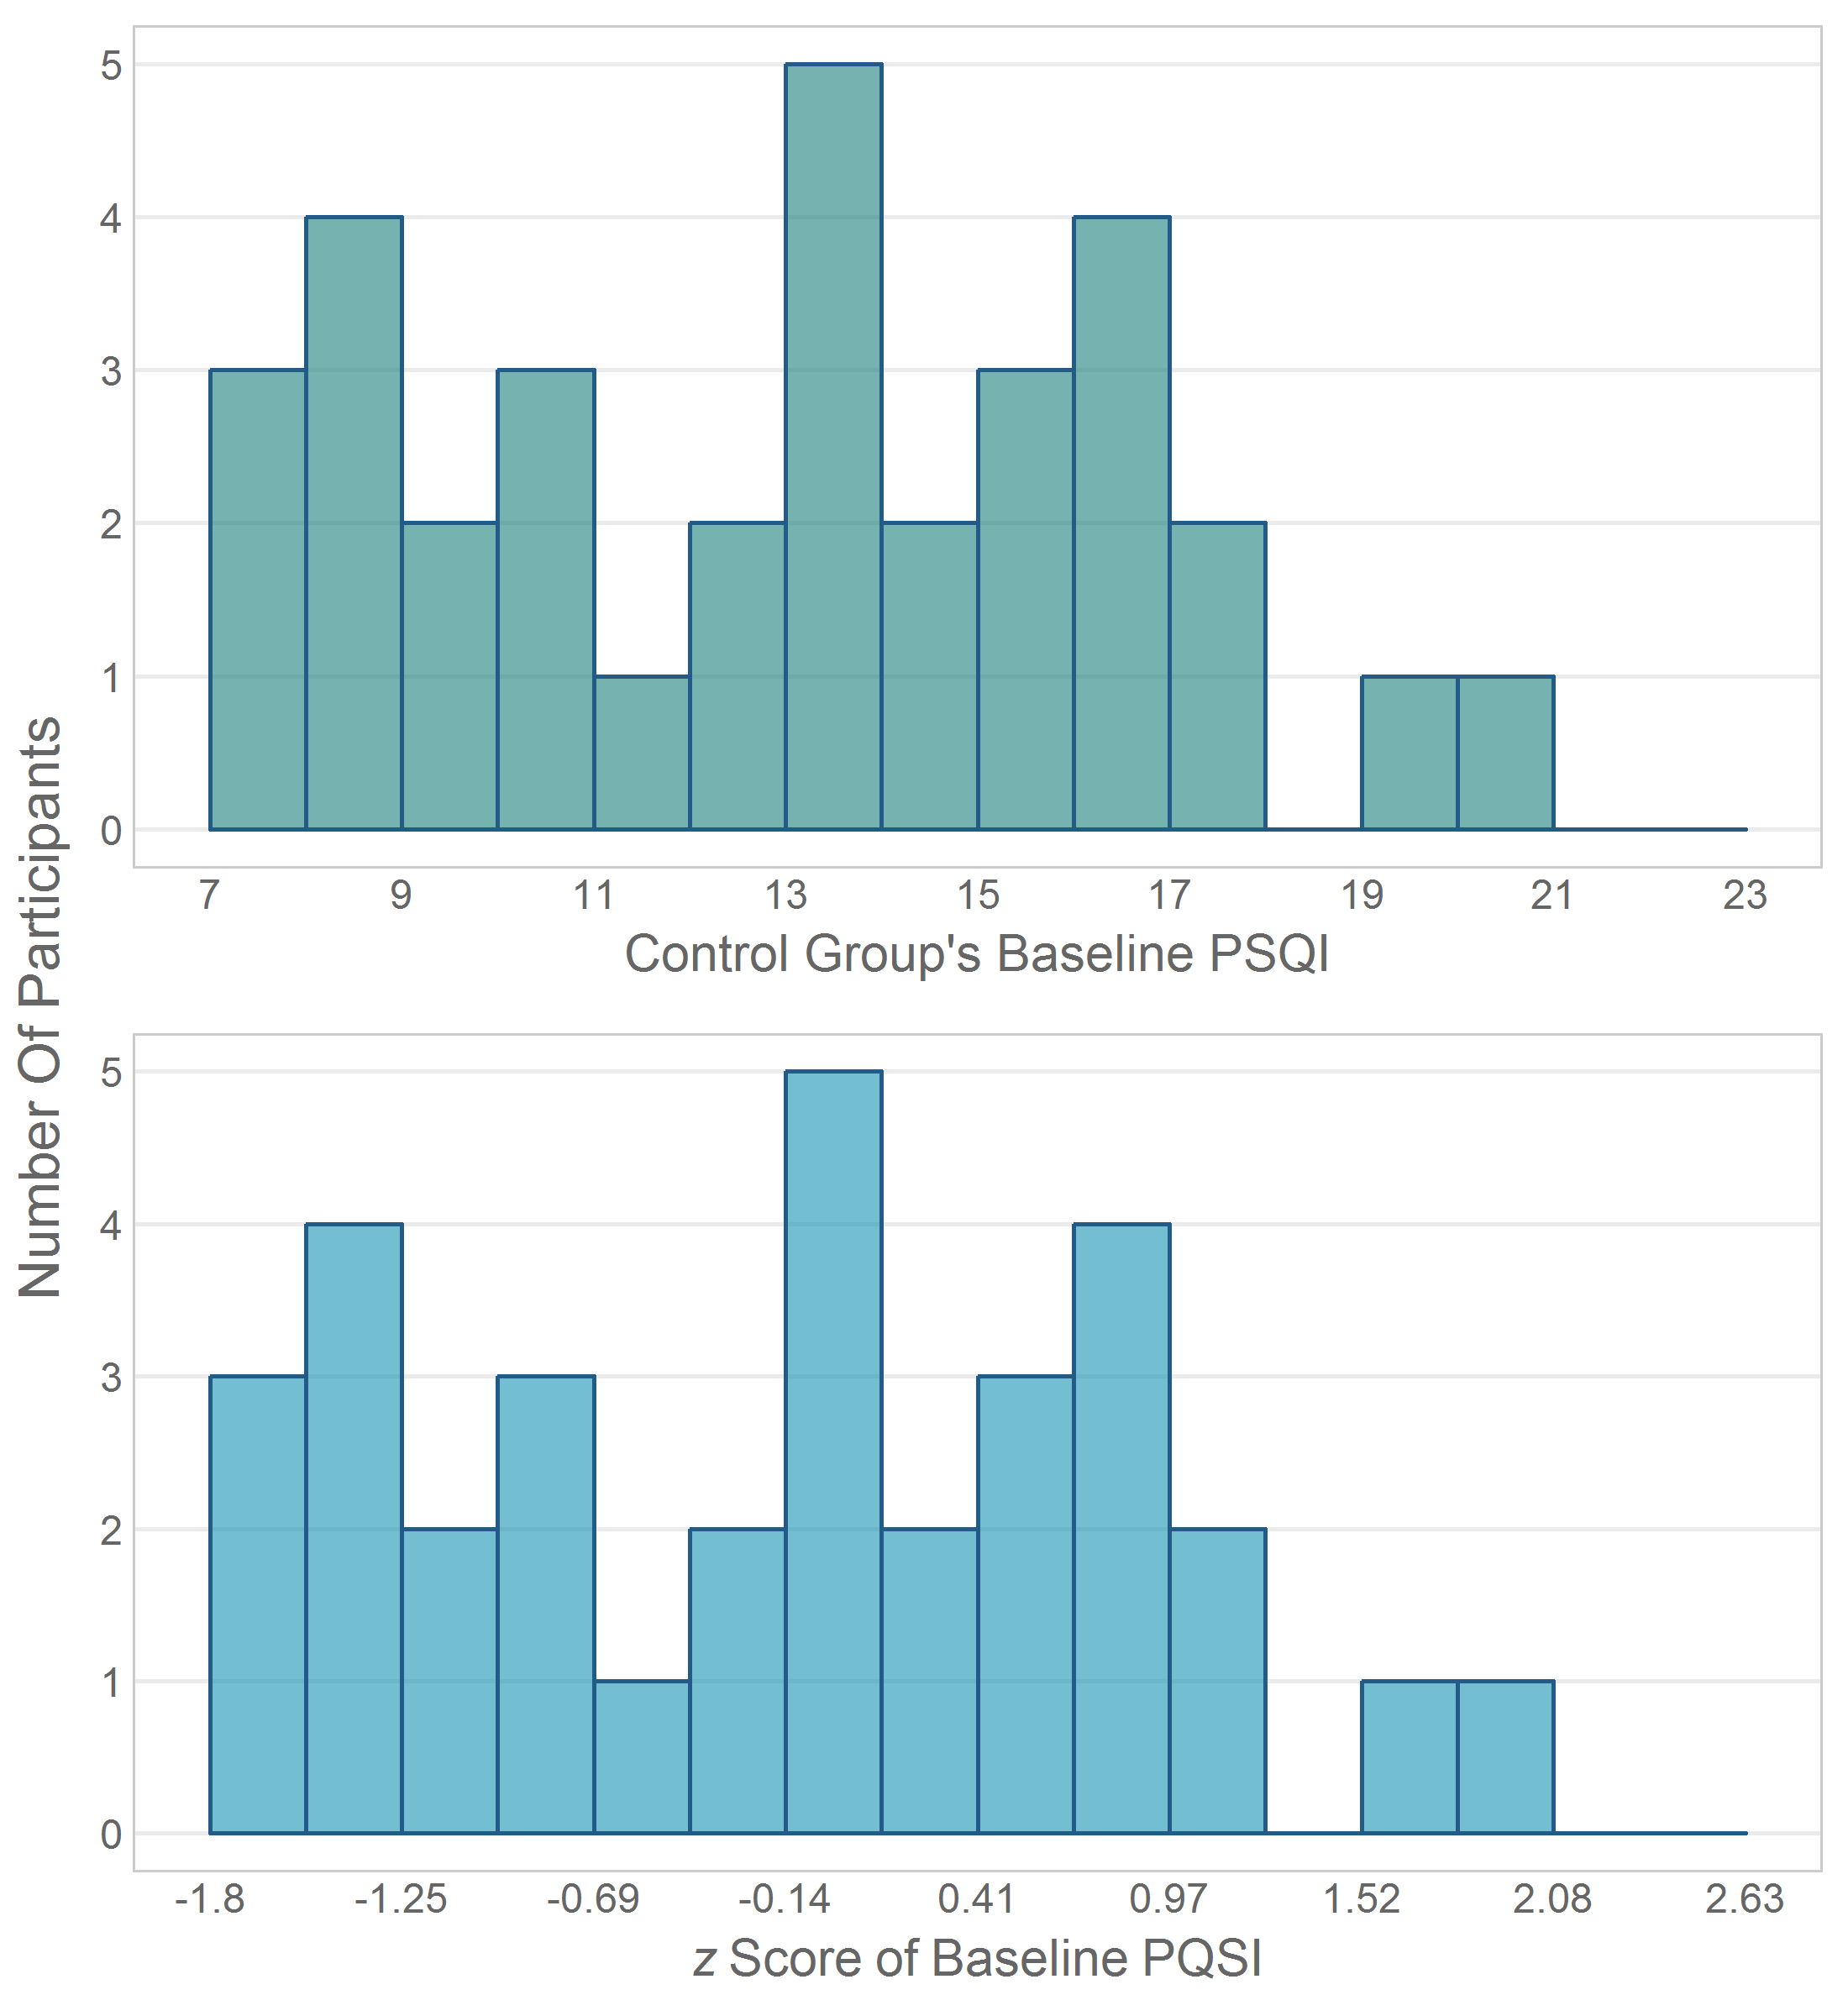 5
4
3
2
1
0
7 9 11 13 15 17 19 21 23
Control Group's Baseline PSQI
Number Of Participants
5
4
3
2
1
0
-1.8 -1.25 -0.69 -0.14 0.41 0.97 1.52 2.08 2.63
z Score of Baseline PQSI